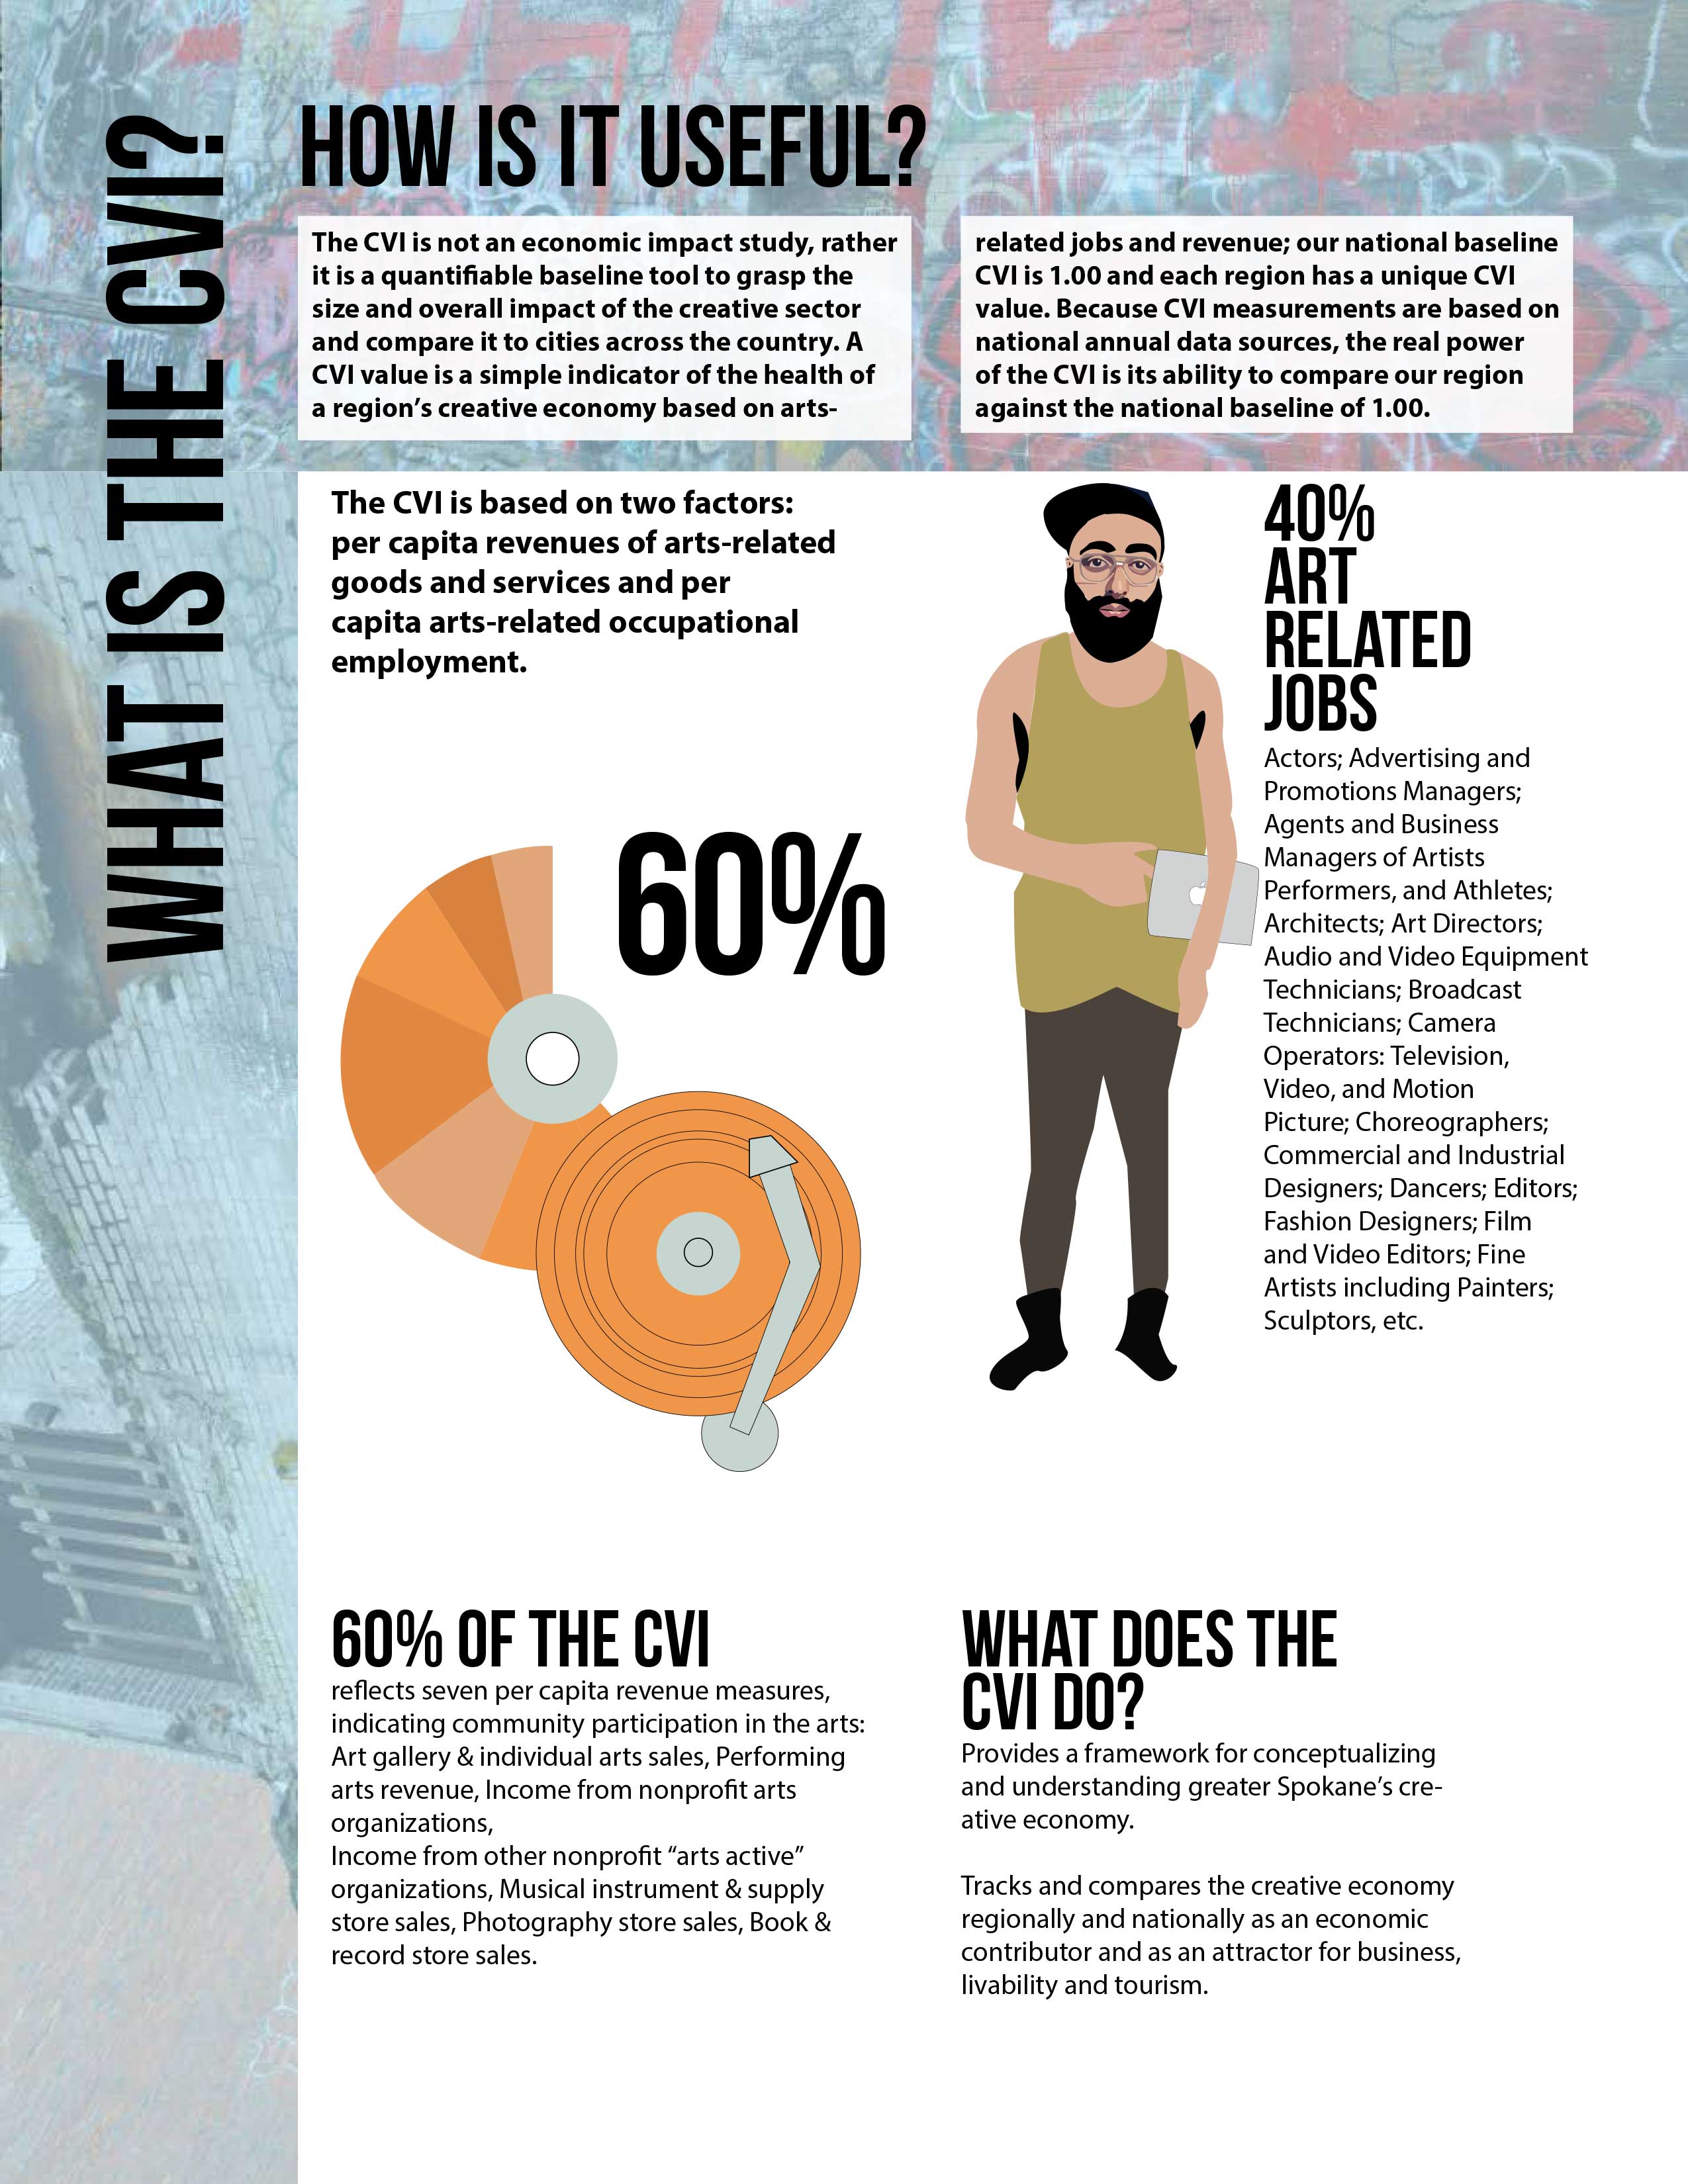 WHAT IS THE CVI?
HOW IS IT USEFUL?
The CVI is not an economic impact study, rather
it is a quantifiable baseline tool to grasp the
size and overall impact of the creative sector
and compare it to cities across the country. A
CVI value is a simple indicator of the health of
a region's creative economy based on arts-
related jobs and revenue; our national baseline
CVI is 1.00 and each region has a unique CVI
value. Because CVI measurements are based on
national annual data sources, the real power
of the CVI is its ability to compare our region
against the national baseline of 1.00.
The CVI is based on two factors:
per capita revenues of arts-related
goods and services and per
capita arts-related occupational
employment.
60%
40%
ART
RELATED
JOBS
Actors; Advertising and
Promotions Managers;
Agents and Business
Managers of Artists
Performers, and Athletes;
Architects; Art Directors;
Audio and Video Equipment
Technicians; Broadcast
Technicians; Camera
Operators: Television,
Video, and Motion
Picture; Choreographers;
Commercial and Industrial
Designers; Dancers; Editors;
Fashion Designers; Film
and Video Editors; Fine
Artists including Painters;
Sculptors, etc.
60% OF THE CVI
reflects seven per capita revenue measures,
indicating community participation in the arts:
Art gallery & individual arts sales, Performing
arts revenue, Income from nonprofit arts
organizations,
Income from other nonprofit “arts active”
organizations, Musical instrument & supply
store sales, Photography store sales, Book &
record store sales.
WHAT DOES THE
CVI DO?
Provides a framework for conceptualizing
and understanding greater Spokane's cre-
ative economy.
Tracks and compares the creative economy
regionally and nationally as an economic
contributor and as an attractor for business,
livability and tourism.